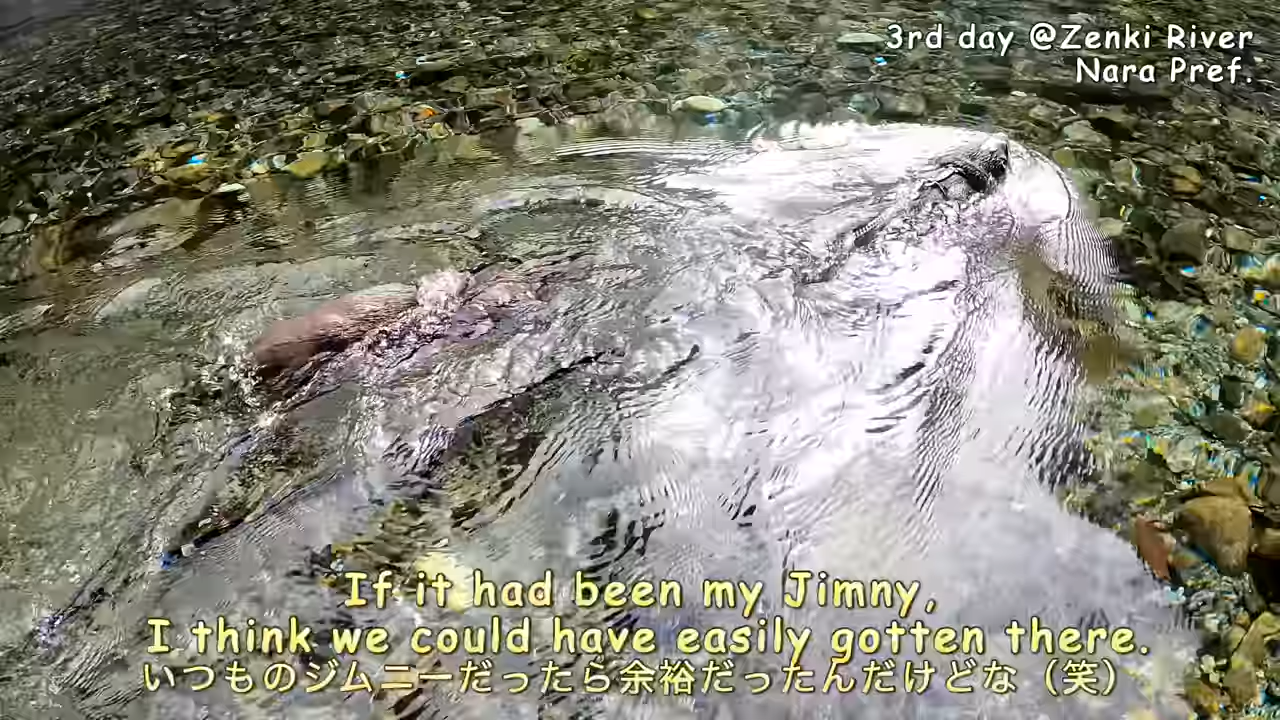 3rd day @Zenki River
Nara Pref.
If it had been my Jimny,
I think we could have easily gotten there.
いつものジムニーだったら余裕だったんだけどな（笑）